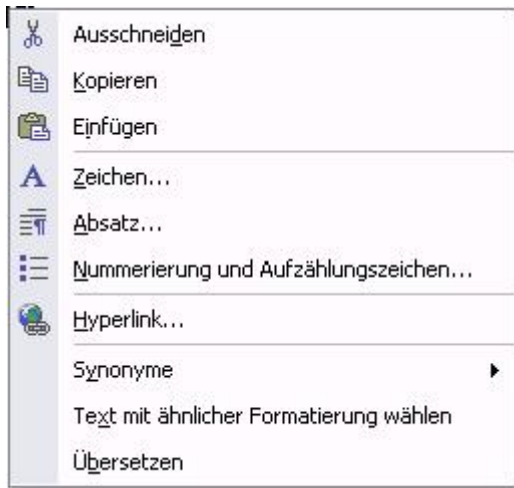 Ausschneiden
Kopieren
Einfügen
Zeichen...
Absatz...
Nummerierung und Aufzählungszeichen...
Hyperlink...
Synonyme
Text mit ähnlicher Formatierung wählen
Übersetzen